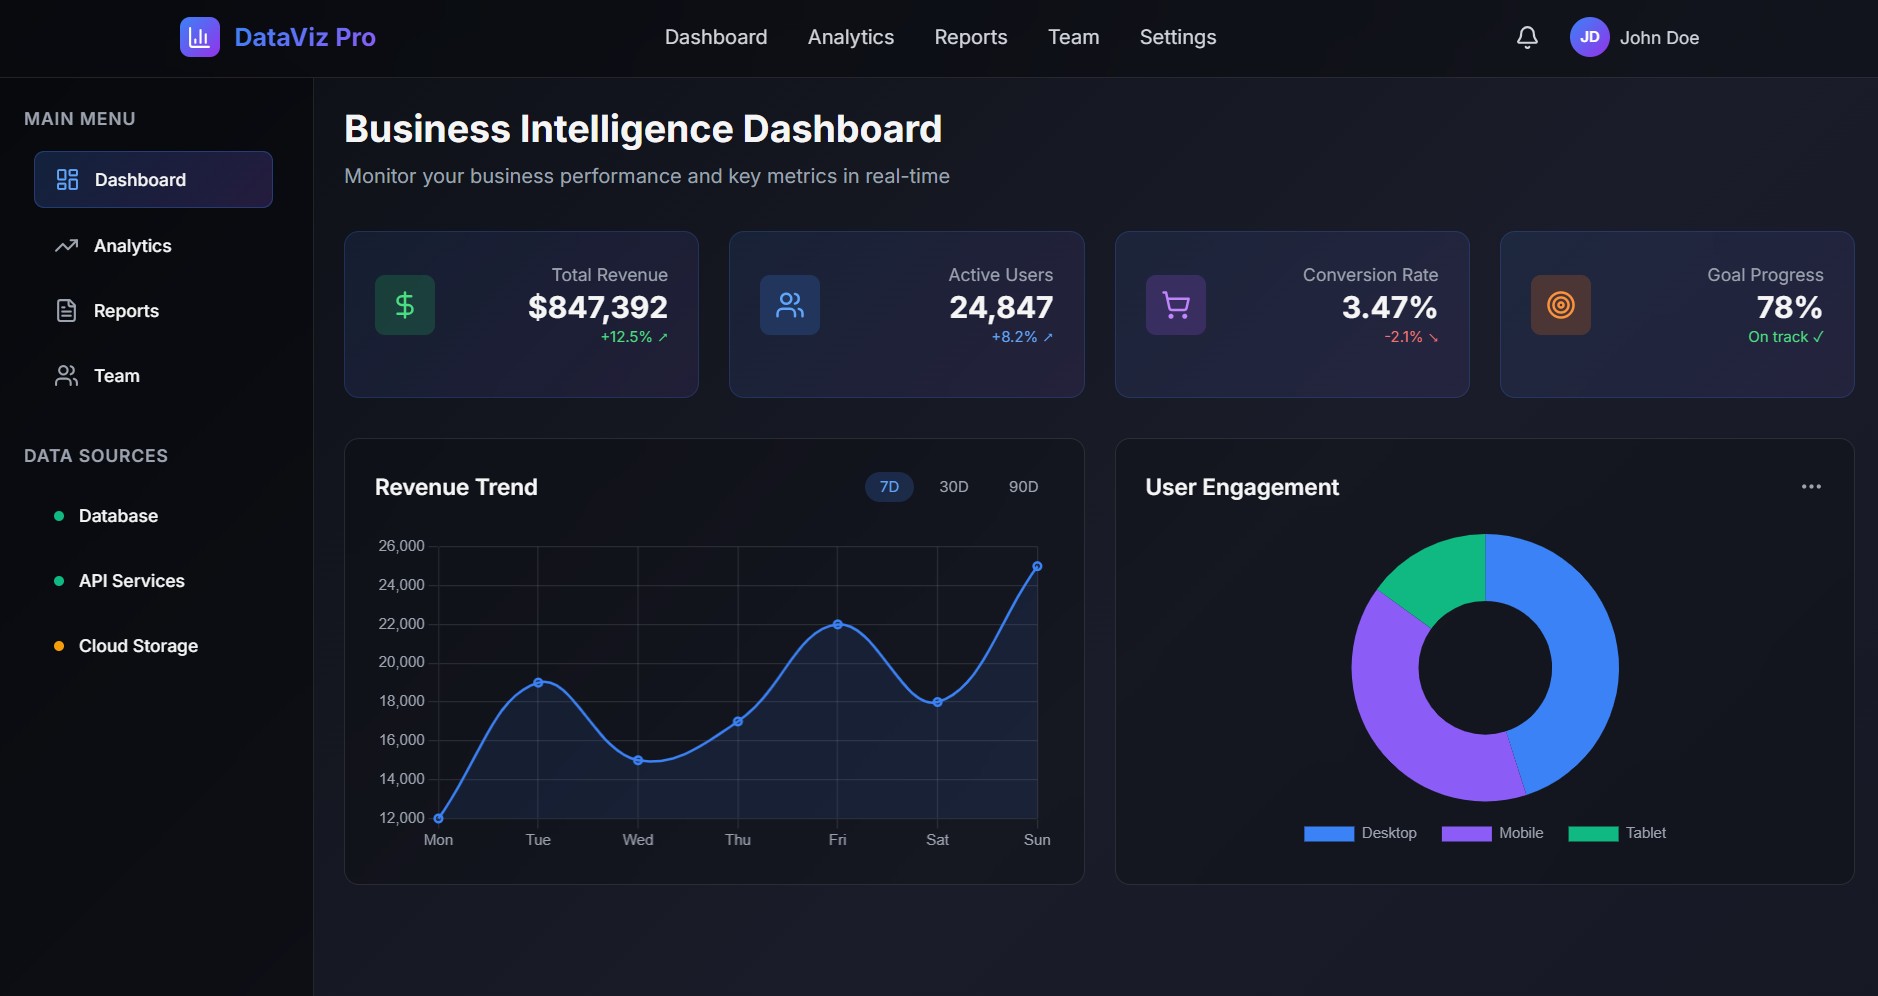 DataViz Pro
Dashboard Analytics Reports Team Settings
JD John Doe
MAIN MENU
Dashboard
Analytics
Reports
Team
DATA SOURCES
Database
API Services
Cloud Storage
Business Intelligence Dashboard
Monitor your business performance and key metrics in real-time
$
Total Revenue
$847,392
+12.5% ↗
Active Users
24,847
+8.2% ↗
Conversion Rate
3.47%
-2.1% ↘
Goal Progress
78%
On track ✓
Revenue Trend
7D 30D 90D
26,000
24,000
22,000
20,000
18,000
16,000
14,000
12,000
Mon Tue Wed Thu Fri Sat Sun
User Engagement
Desktop Mobile Tablet